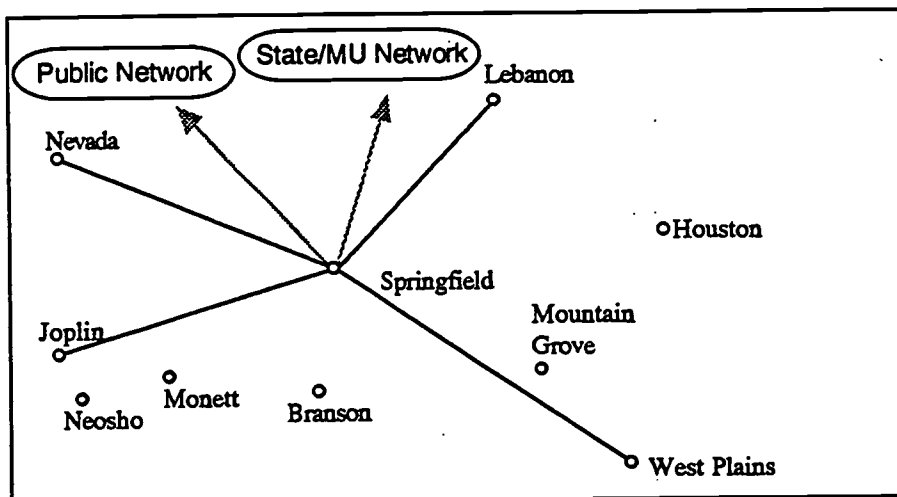 State/MU Network
Public Network
Lebanon
Nevada
Houston
Springfield
Mountain
Grove
Joplin
Monett
Neosho
Branson
West Plains